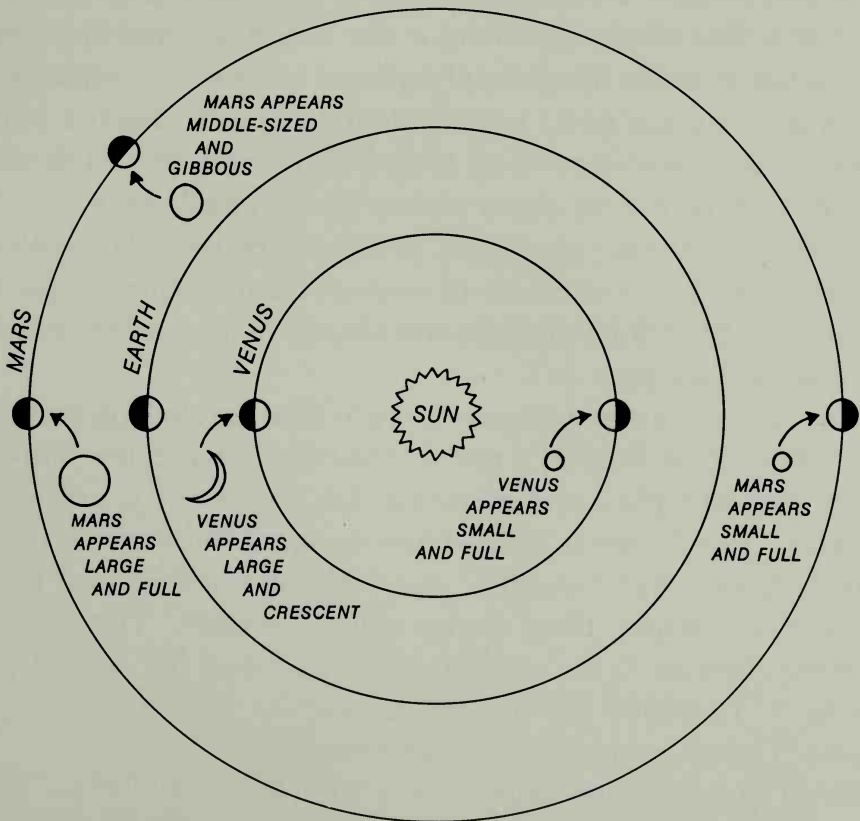 MARS APPEARS
MIDDLE-SIZED
AND
GIBBOUS
MARS
EARTH
VENUS
SUN
MARS
APPEARS
LARGE
AND FULL
VENUS
APPEARS
LARGE
AND
CRESCENT
VENUS
APPEARS
SMALL
AND FULL
MARS
APPEARS
SMALL
AND FULL